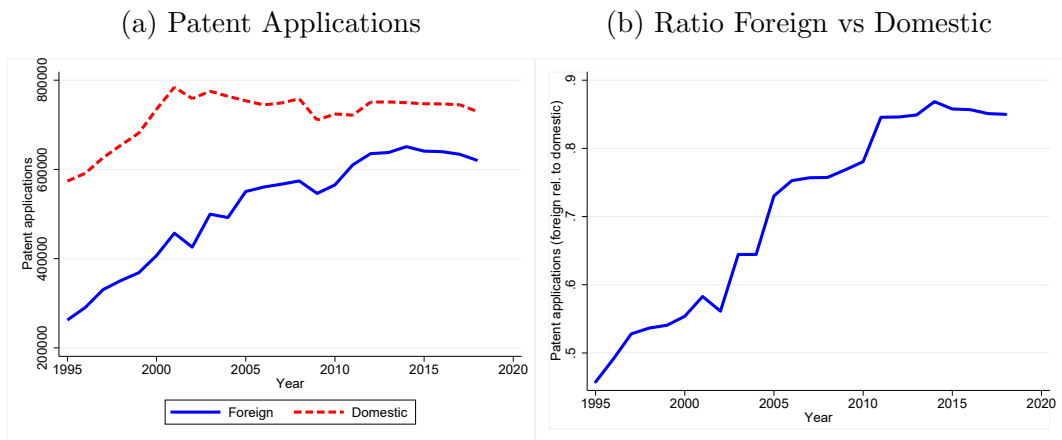 (a) Patent Applications
Patent applications
800000
600000
400000
200000
1995 2000 2005 2010 2015 2020
Year
Foreign Domestic
(b) Ratio Foreign vs Domestic
Patent applications (foreign rel. to domestic)
.9
.8
.7
.6
.5
1995 2000 2005 2010 2015 2020
Year